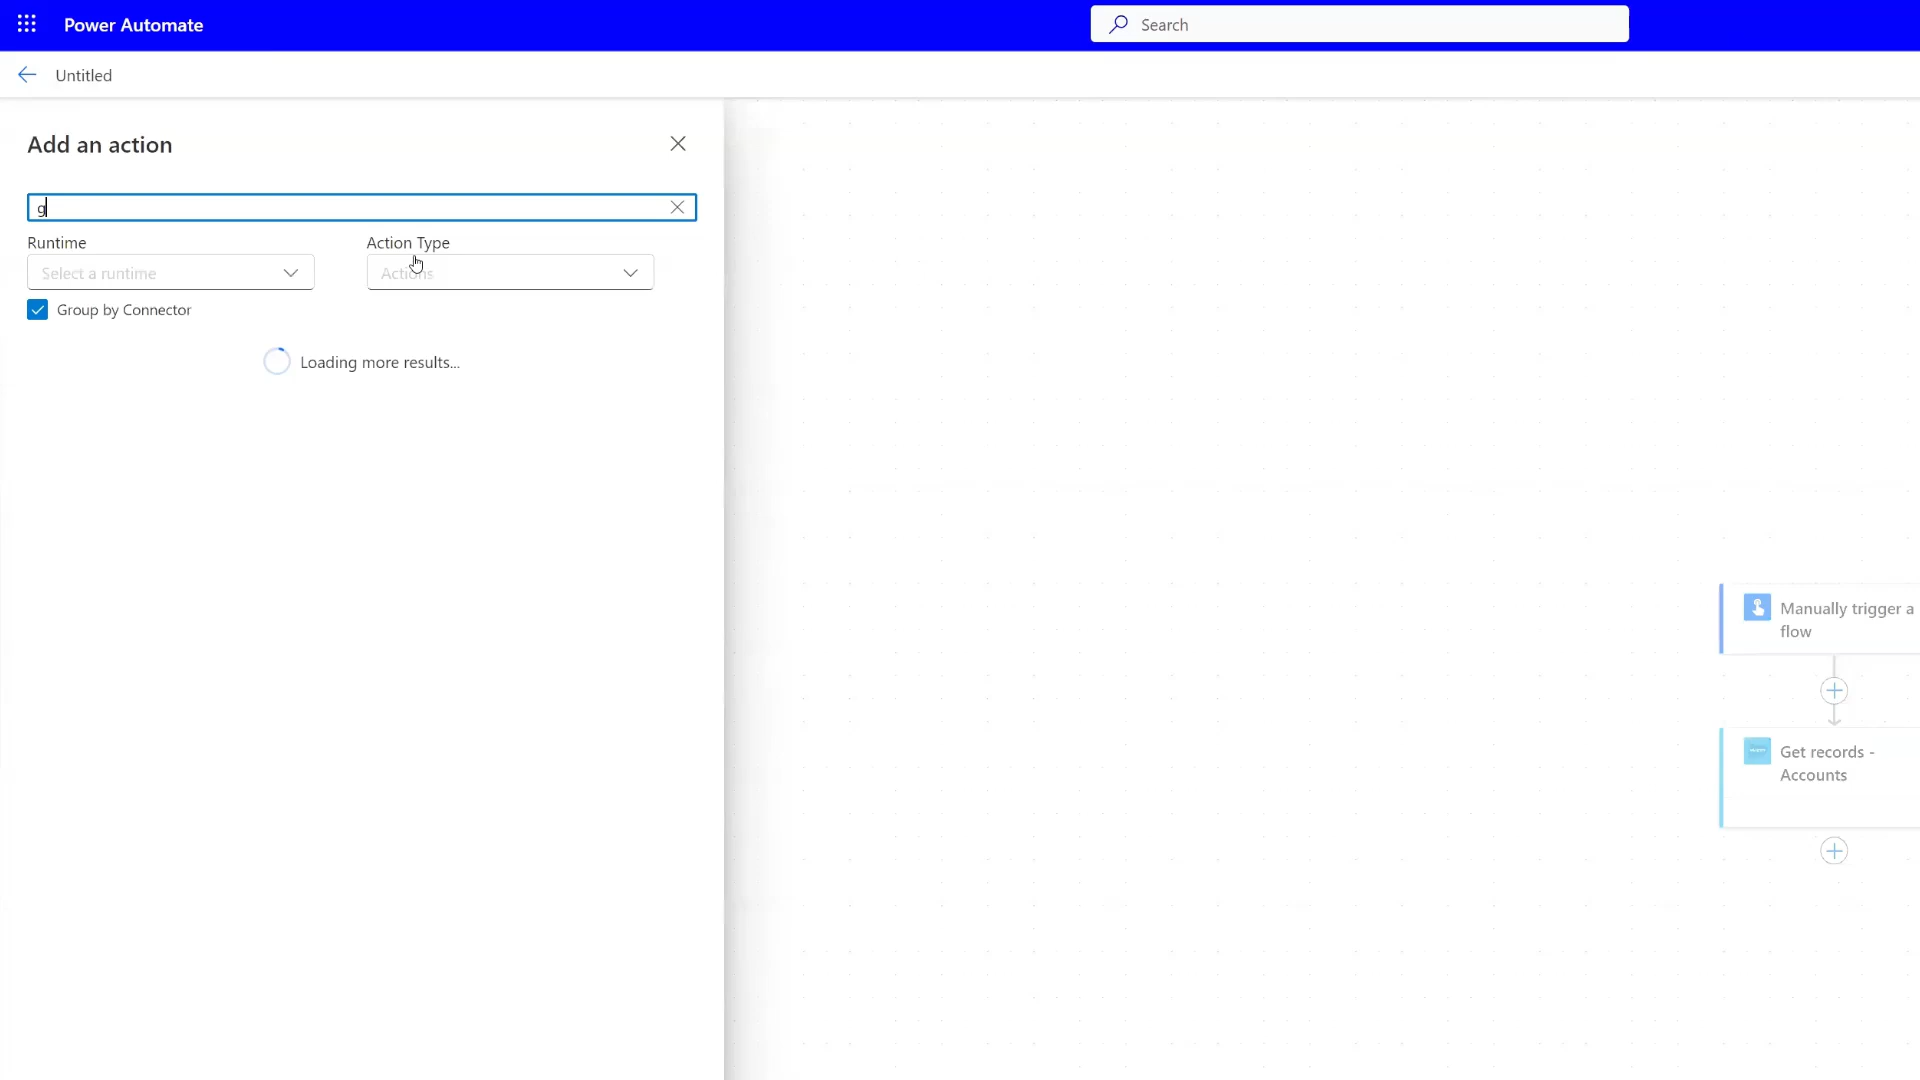 Power Automate
Search
Untitled
Add an action
g
Runtime
Action Type
Select a runtime
Actions
Group by Connector
Loading more results...
Manually trigger a
flow
Get records -
Accounts